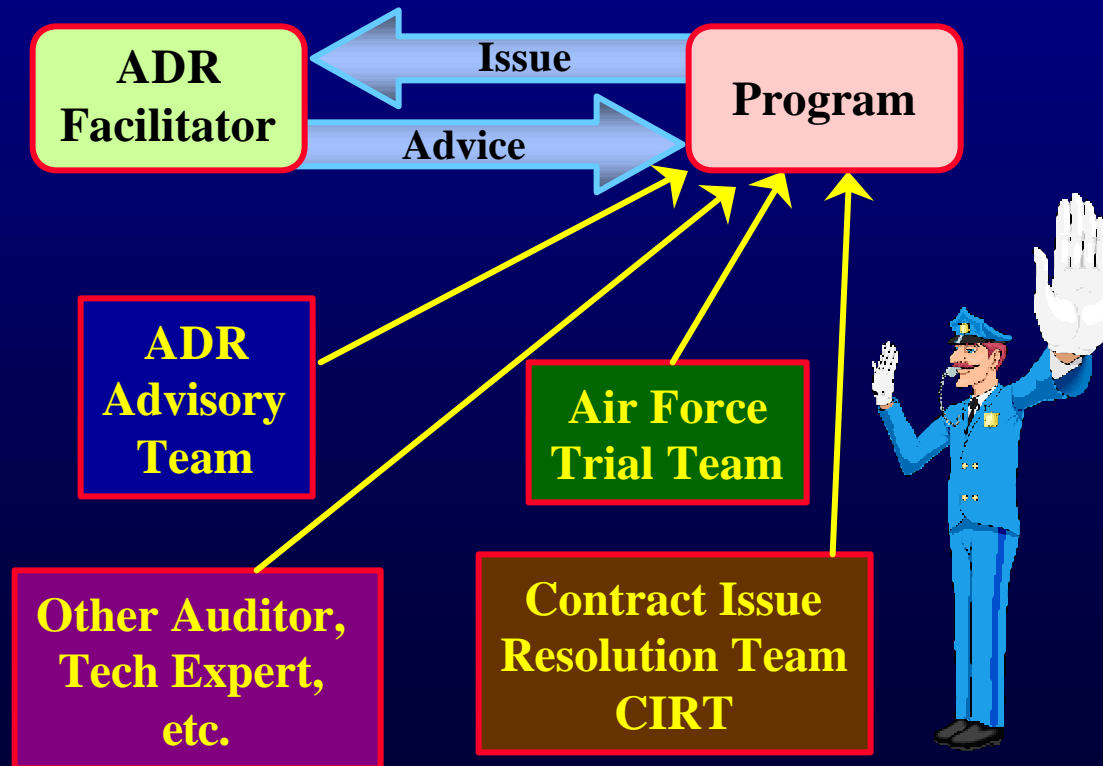 ADR
Facilitator
Issue
Advice
Program
ADR
Advisory
Team
Air Force
Trial Team
Other Auditor,
Tech Expert,
etc.
Contract Issue
Resolution Team
CIRT